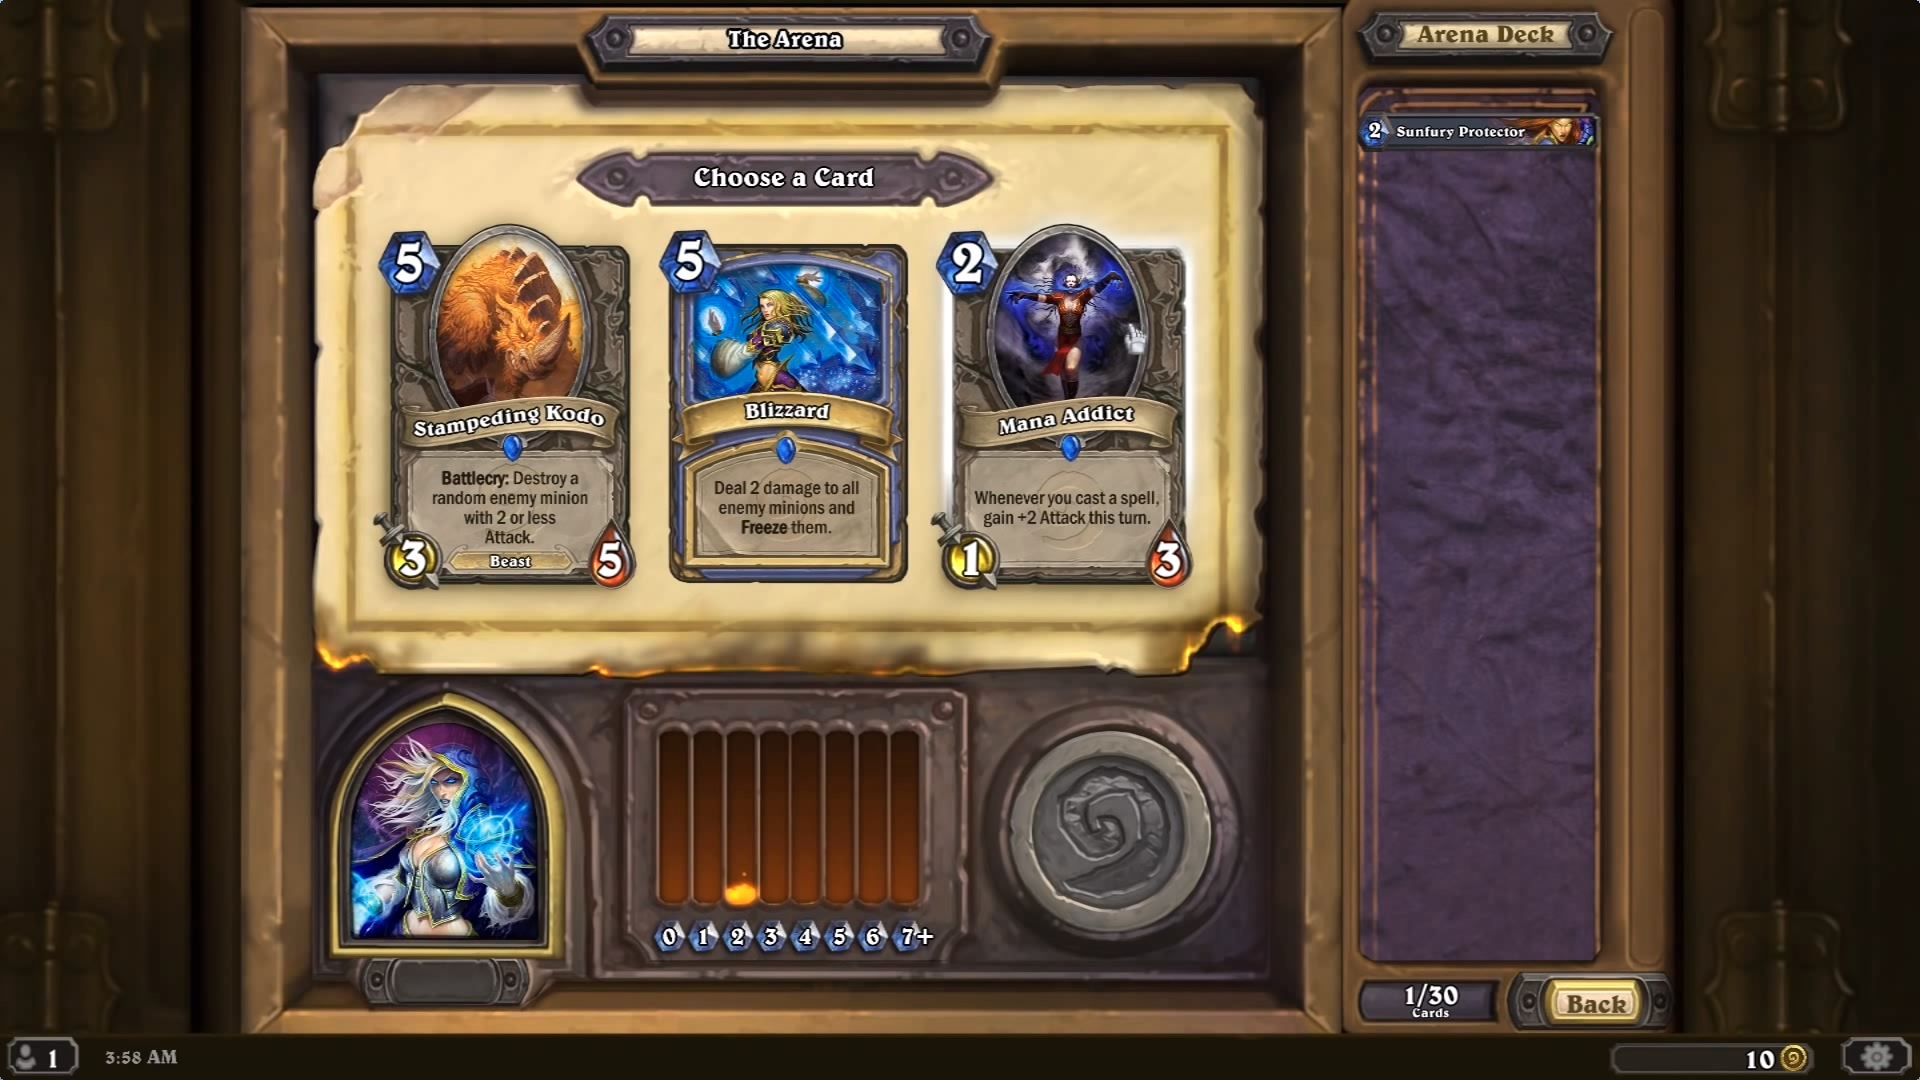 The Arena
Arena Deck
2 Sunfury Protector
Choose a Card
5
Stampeding Kodo
Battlecry: Destroy a
random enemy minion
with 2 or less
Attack.
Beast
3
5
5
Blizzard
Deal 2 damage to all
enemy minions and
Freeze them.
2
Mana Addict
Whenever you cast a spell,
gain +2 Attack this turn.
1
3
0 1 2 3 4 5 6 7+
1/30
Cards
Back
1
3:58 AM
10